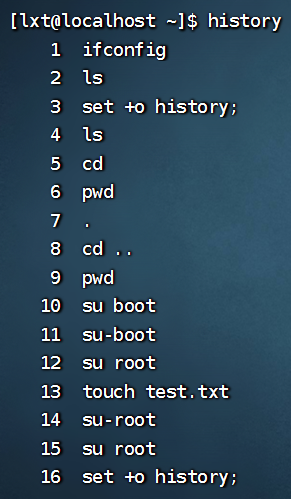 [lxt@localhost ~]$ history
1 ifconfig
2 ls
3 set +o history;
4 ls
5 cd
6 pwd
7 .
8 cd ..
9 pwd
10 su boot
11 su-boot
12 su root
13 touch test.txt
14 su-root
15 su root
16 set +o history;